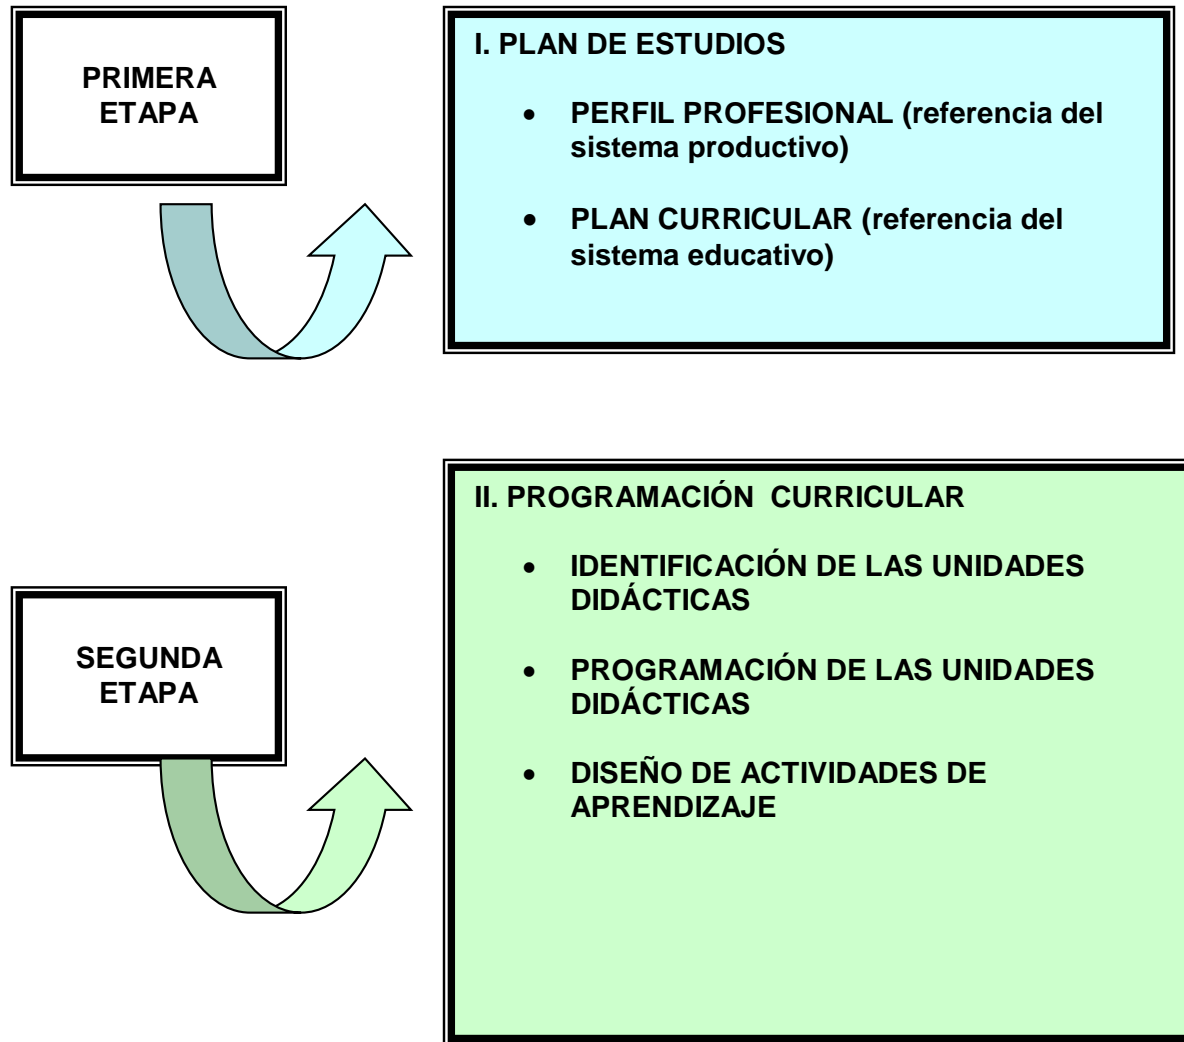 PRIMERA
ETAPA
I. PLAN DE ESTUDIOS
• PERFIL PROFESIONAL (referencia del
sistema productivo)
• PLAN CURRICULAR (referencia del
sistema educativo)
SEGUNDA
ETAPA
II. PROGRAMACIÓN  CURRICULAR
• IDENTIFICACIÓN DE LAS UNIDADES
DIDÁCTICAS
• PROGRAMACIÓN DE LAS UNIDADES
DIDÁCTICAS
• DISEÑO DE ACTIVIDADES DE
APRENDIZAJE